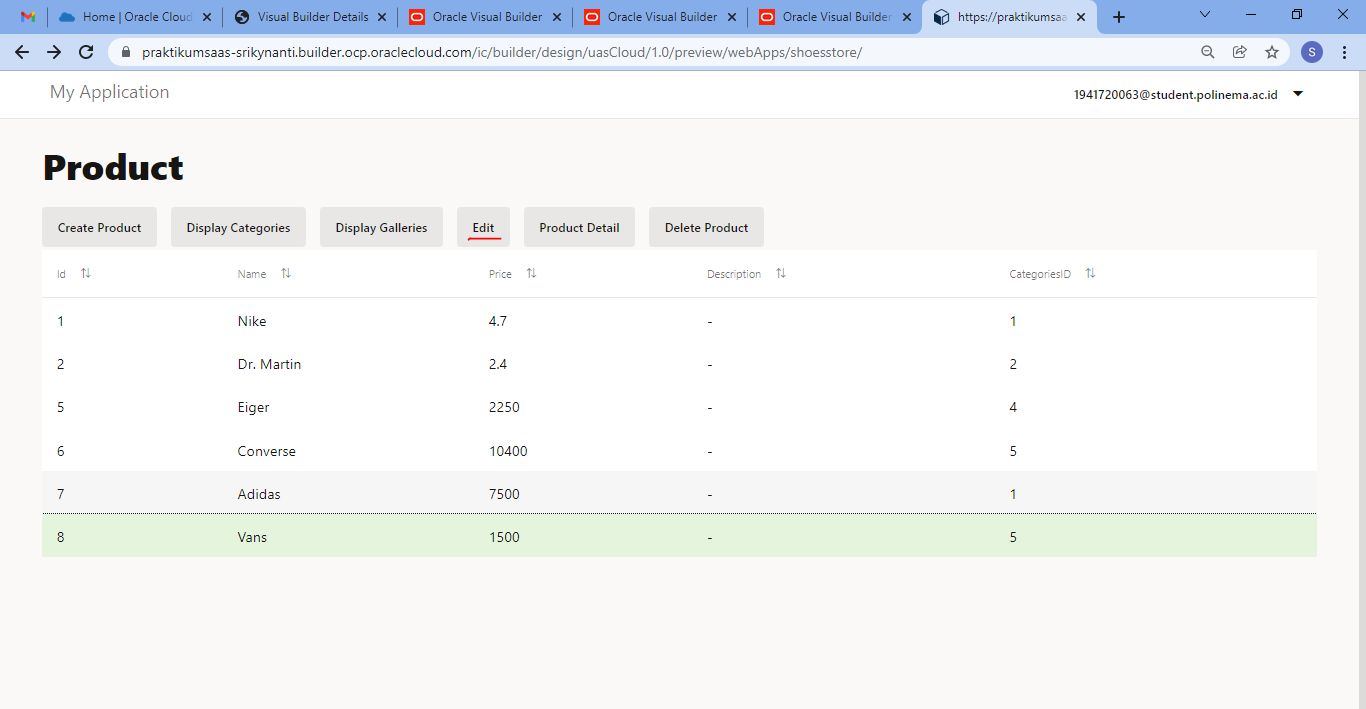 Home | Oracle Cloud
Visual Builder Details
Oracle Visual Builder
Oracle Visual Builder
Oracle Visual Builder
https://praktikumsaa
praktikumsaas-srikynanti.builder.ocp.oraclecloud.com/ic/builder/design/uasCloud/1.0/preview/webApps/shoesstore/
S
My Application
1941720063@student.polinema.ac.id
Product
Create Product Display Categories Display Galleries Edit Product Detail Delete Product
Id Name Price Description CategoriesID
1 Nike 4.7 - 1
2 Dr. Martin 2.4 - 2
5 Eiger 2250 - 4
6 Converse 10400 - 5
7 Adidas 7500 - 1
8 Vans 1500 - 5